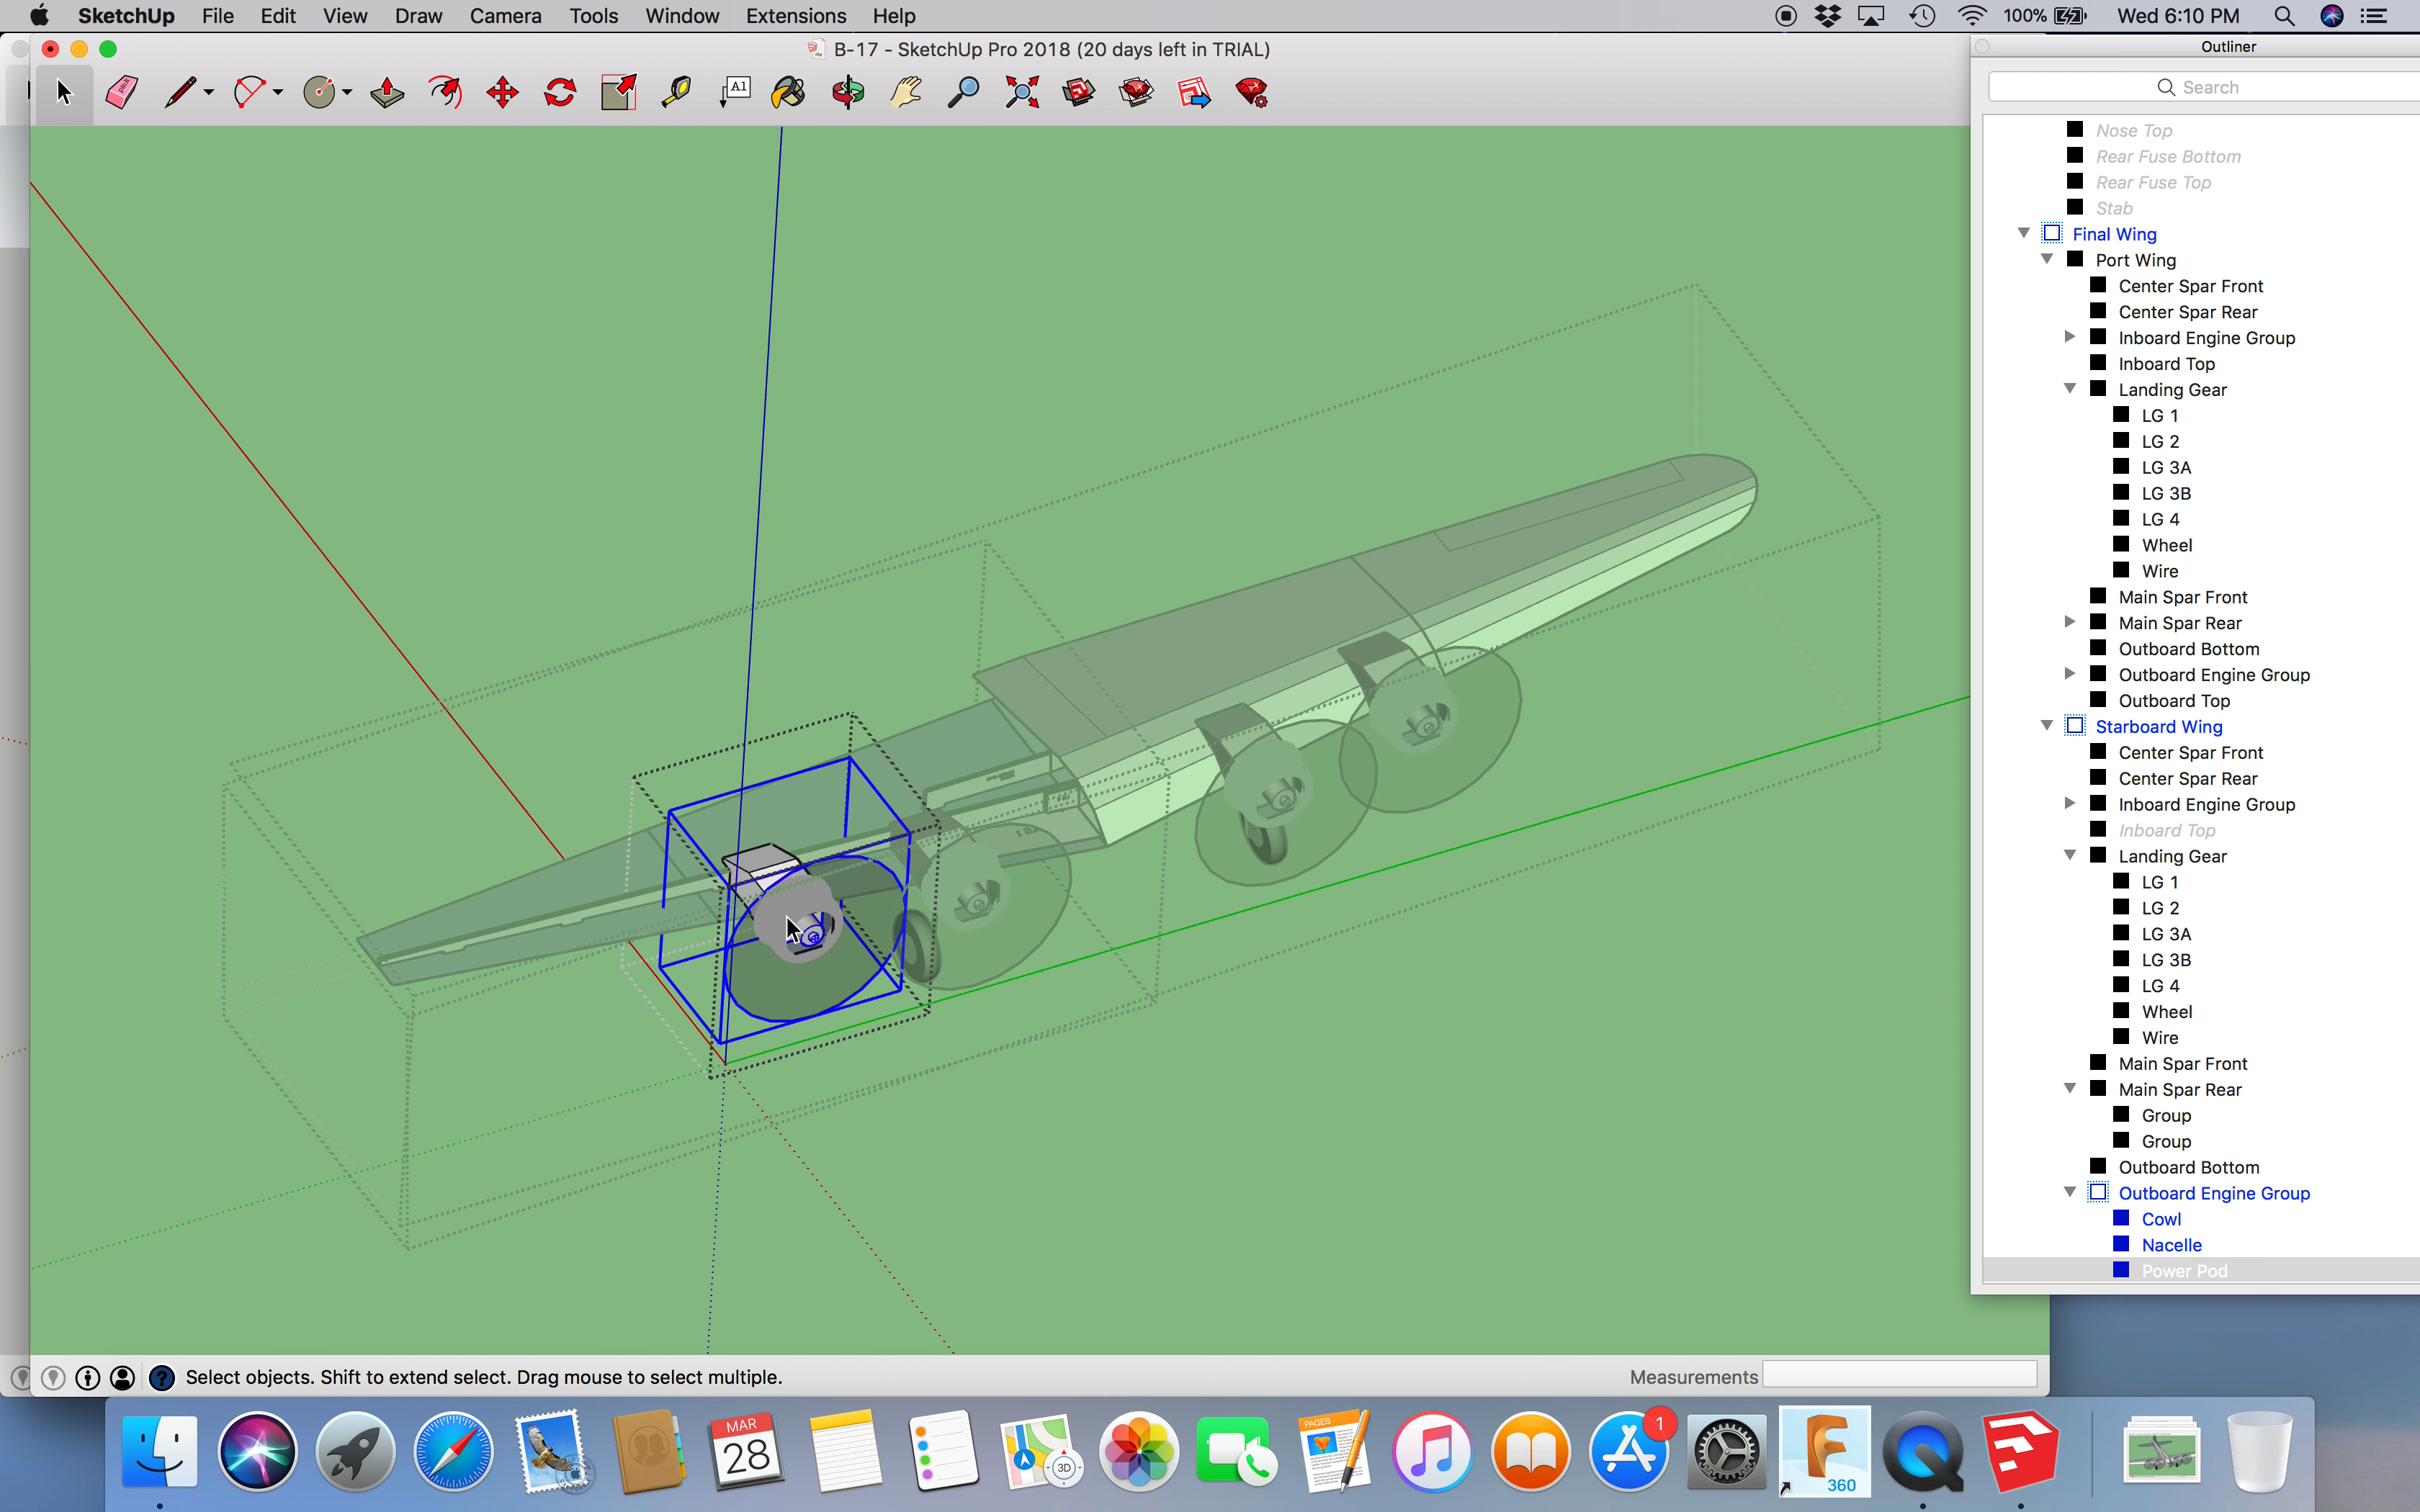 SketchUp File Edit View Draw Camera Tools Window Extensions Help 100% Wed 6:10 PM
B-17 - SketchUp Pro 2018 (20 days left in TRIAL)
A1
Outliner
Search
Nose Top
Rear Fuse Bottom
Rear Fuse Top
Stab
Final Wing
Port Wing
Center Spar Front
Center Spar Rear
Inboard Engine Group
Inboard Top
Landing Gear
LG 1
LG 2
LG 3A
LG 3B
LG 4
Wheel
Wire
Main Spar Front
Main Spar Rear
Outboard Bottom
Outboard Engine Group
Outboard Top
Starboard Wing
Center Spar Front
Center Spar Rear
Inboard Engine Group
Inboard Top
Landing Gear
LG 1
LG 2
LG 3A
LG 3B
LG 4
Wheel
Wire
Main Spar Front
Main Spar Rear
Group
Group
Outboard Bottom
Outboard Engine Group
Cowl
Nacelle
Power Pod
Select objects. Shift to extend select. Drag mouse to select multiple.
Measurements
MAR
28
3D
PAGES
1
360